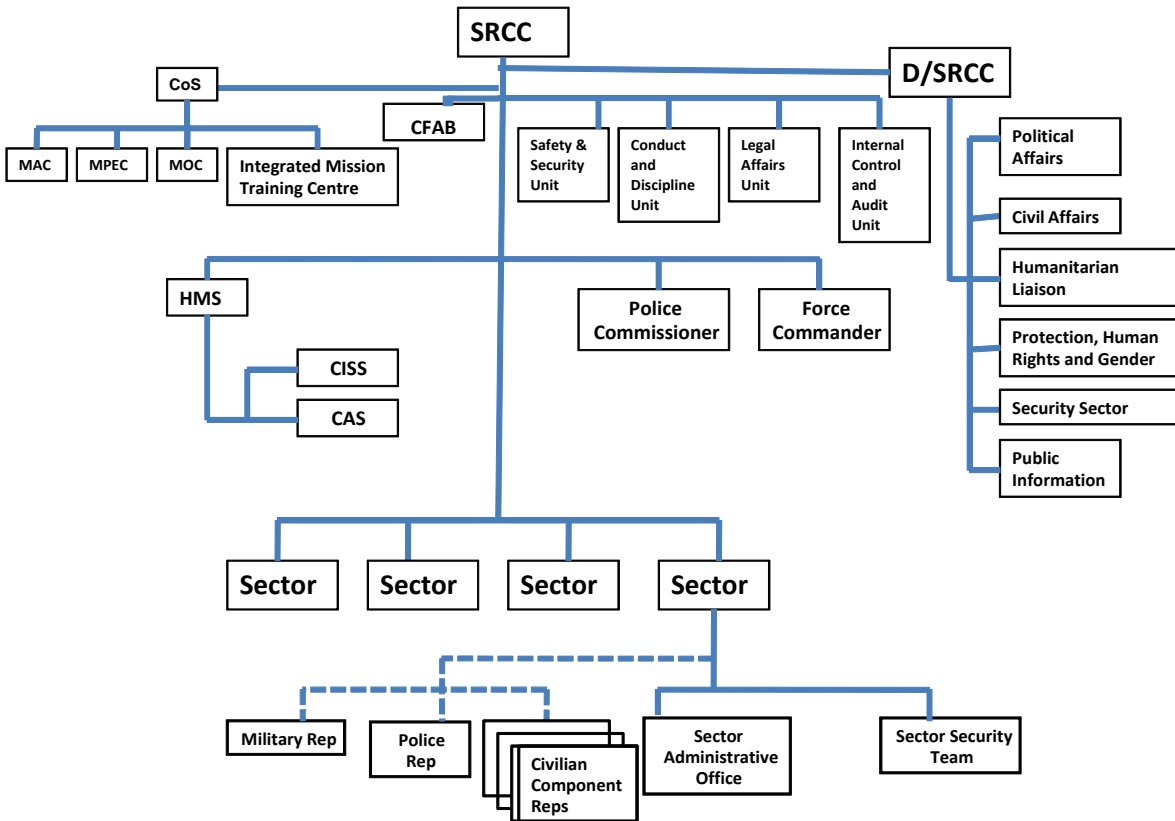 SRCC
D/SRCC
CoS
CFAB
MAC
MPEC
MOC
Integrated Mission
Training Centre
Safety &
Security
Unit
Conduct
and
Discipline
Unit
Legal
Affairs
Unit
Internal
Control
and
Audit
Unit
Political
Affairs
Civil Affairs
Humanitarian
Liaison
Protection, Human
Rights and Gender
Security Sector
Public
Information
HMS
Police
Commissioner
Force
Commander
CISS
CAS
Sector
Sector
Sector
Sector
Military Rep
Police
Rep
Civilian
Component
Reps
Sector
Administrative
Office
Sector Security
Team